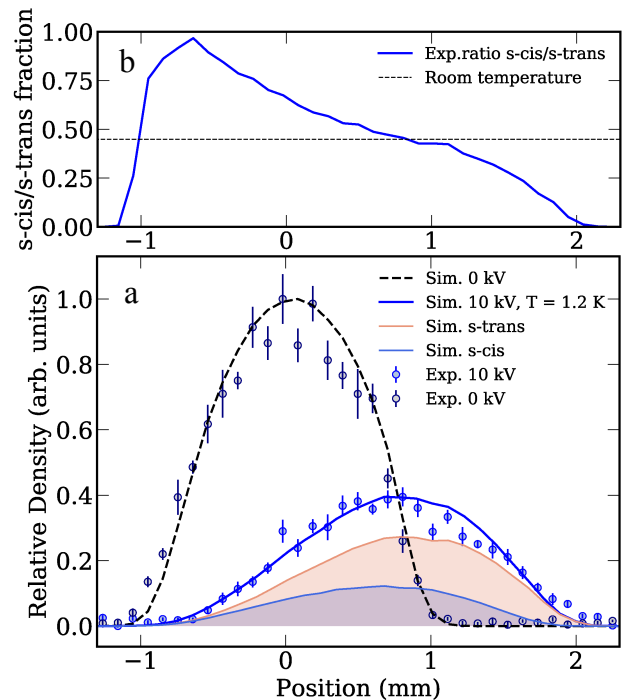 s-cis/s-trans fraction
1.00
0.75
0.50
0.25
0.00
b
Exp.ratio s-cis/s-trans
Room temperature
−1
0
1
2
Relative Density (arb. units)
1.0
0.8
0.6
0.4
0.2
0.0
a
Sim. 0 kV
Sim. 10 kV, T = 1.2 K
Sim. s-trans
Sim. s-cis
Exp. 10 kV
Exp. 0 kV
−1
0
1
2
Position (mm)